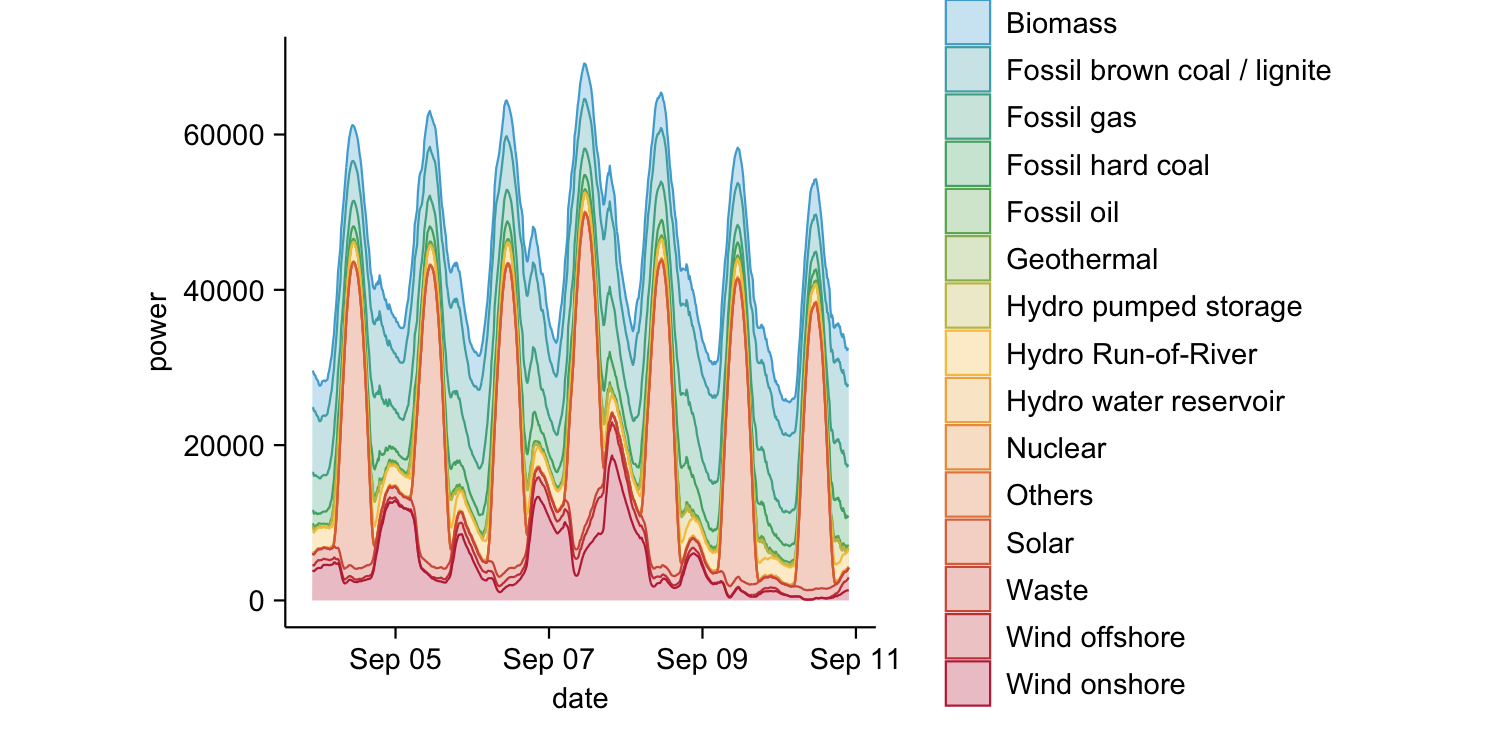 power
60000
40000
20000
0
Sep 05
Sep 07
Sep 09
Sep 11
date
Biomass
Fossil brown coal / lignite
Fossil gas
Fossil hard coal
Fossil oil
Geothermal
Hydro pumped storage
Hydro Run-of-River
Hydro water reservoir
Nuclear
Others
Solar
Waste
Wind offshore
Wind onshore